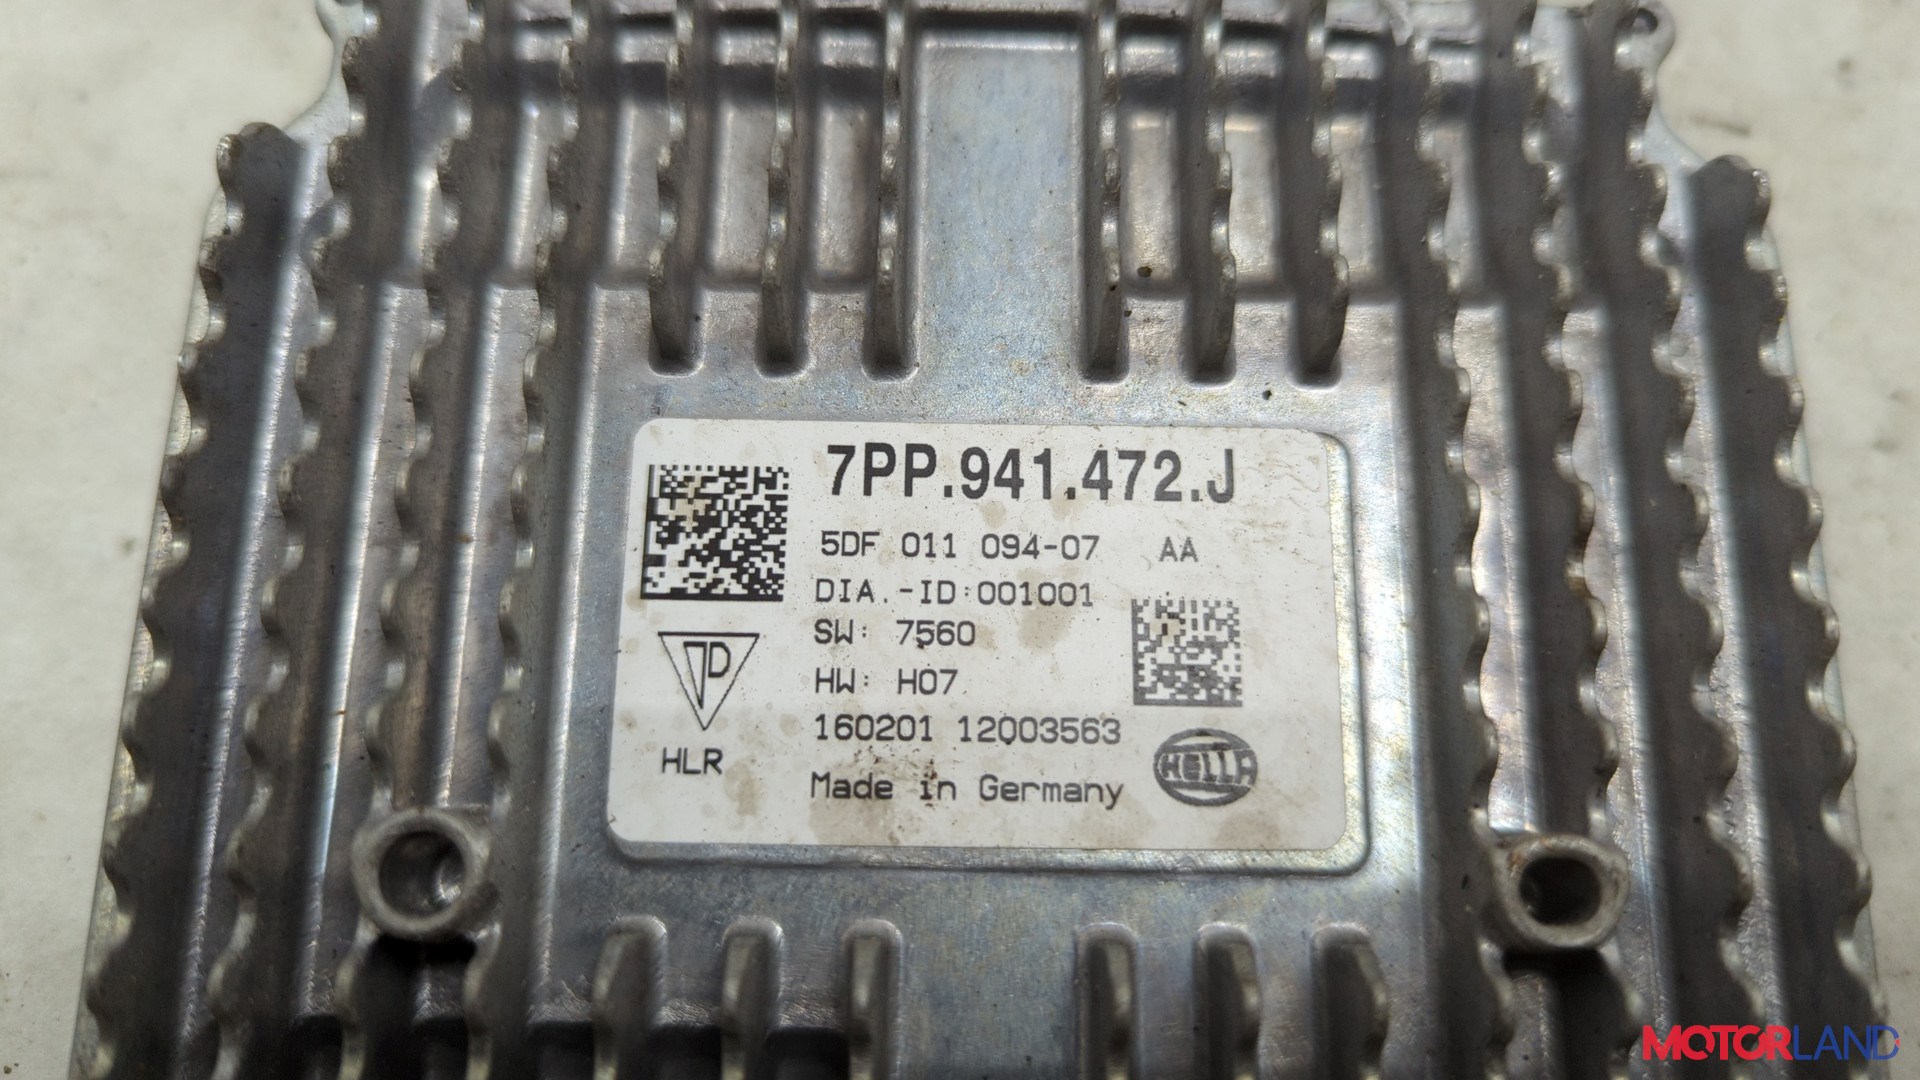 7PP.941.472.J
5DF 011 094-07 AA
DIA.-ID:001001
SW: 7560
HW: H07
160201 12003563
HLR
Made in Germany
HELLA
MOTORLAND